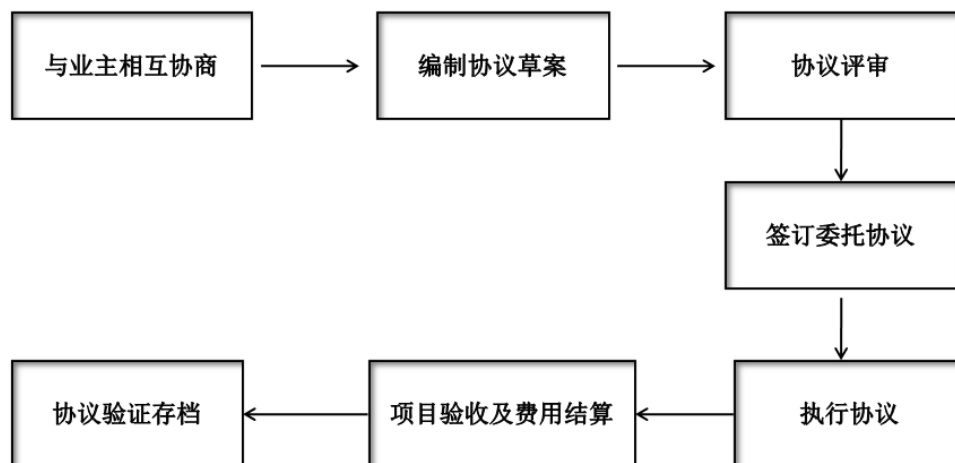 与业主相互协商
编制协议草案
协议评审
签订委托协议
执行协议
项目验收及费用结算
协议验证存档